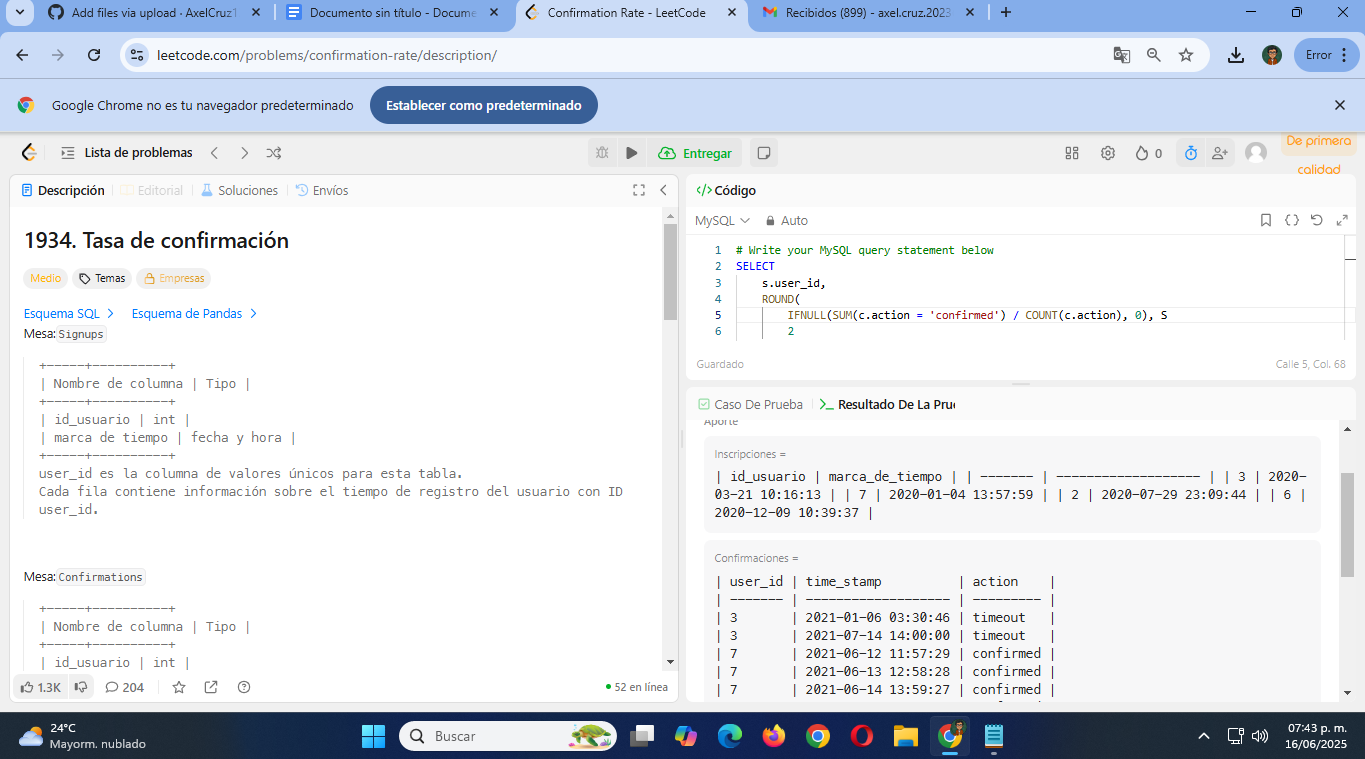 Add files via upload · AxelCruz1
Documento sin título - Docume
Confirmation Rate - LeetCode
Recibidos (899) - axel.cruz.2023
leetcode.com/problems/confirmation-rate/description/
Error
Google Chrome no es tu navegador predeterminado
Establecer como predeterminado
Lista de problemas
Entregar
0
De primera
calidad
Descripción
Editorial
Soluciones
Envíos
1934. Tasa de confirmación
Medio
Temas
Empresas
Esquema SQL
Esquema de Pandas
Mesa: Signups
+-----+----------+
| Nombre de columna | Tipo |
+-----+----------+
| id_usuario | int |
| marca de tiempo | fecha y hora |
+-----+----------+
user_id es la columna de valores únicos para esta tabla.
Cada fila contiene información sobre el tiempo de registro del usuario con ID
user_id.
Mesa: Confirmations
+-----+----------+
| Nombre de columna | Tipo |
+-----+----------+
| id_usuario | int |
1.3K
204
52 en línea
Código
MySQL
Auto
1 # Write your MySQL query statement below
2 SELECT
3 s.user_id,
4 ROUND(
5 IFNULL(SUM(c.action = 'confirmed') / COUNT(c.action), 0), S
6 2
Guardado
Calle 5, Col. 68
Caso De Prueba
Resultado De La Prue
Aporte
Inscripciones =
| id_usuario | marca_de_tiempo | | ------- | ------------------- | | 3 | 2020-
03-21 10:16:13 | | 7 | 2020-01-04 13:57:59 | | 2 | 2020-07-29 23:09:44 | | 6 |
2020-12-09 10:39:37 |
Confirmaciones =
| user_id | time_stamp | action |
| ------- | ------------------- | --------- |
| 3 | 2021-01-06 03:30:46 | timeout |
| 3 | 2021-07-14 14:00:00 | timeout |
| 7 | 2021-06-12 11:57:29 | confirmed |
| 7 | 2021-06-13 12:58:28 | confirmed |
| 7 | 2021-06-14 13:59:27 | confirmed |
24°C
Mayorm. nublado
Buscar
07:43 p. m.
16/06/2025